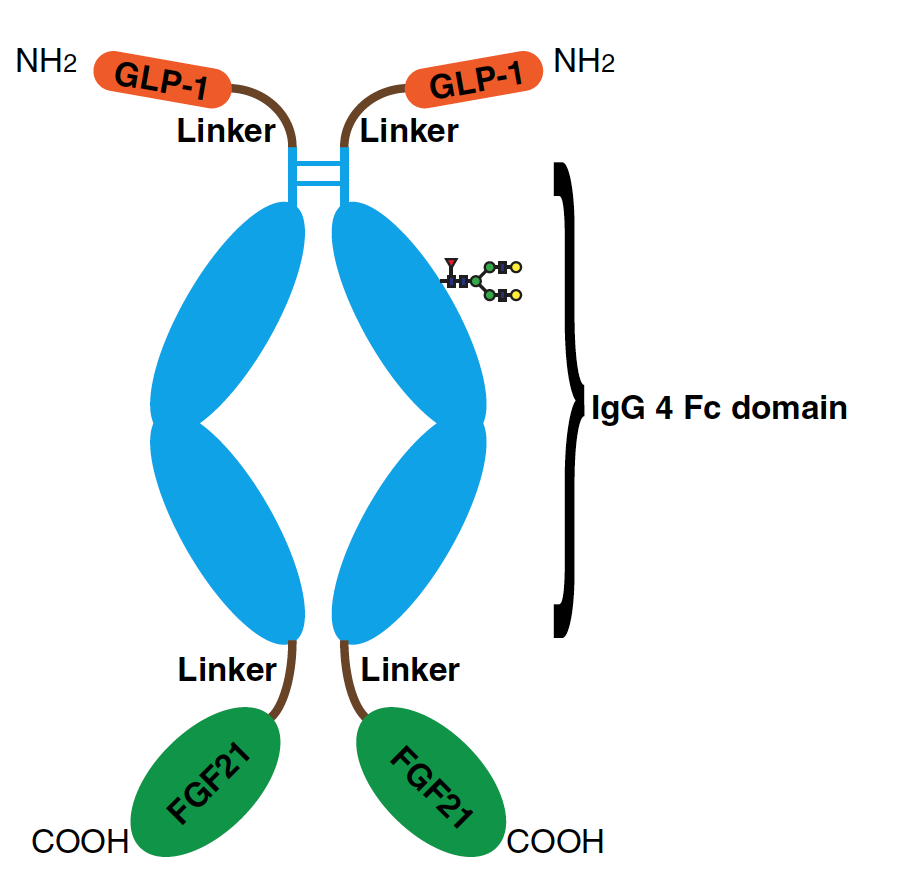 NH2
GLP-1
GLP-1
NH2
Linker
Linker
IgG 4 Fc domain
Linker
Linker
FGF21
FGF21
COOH
COOH